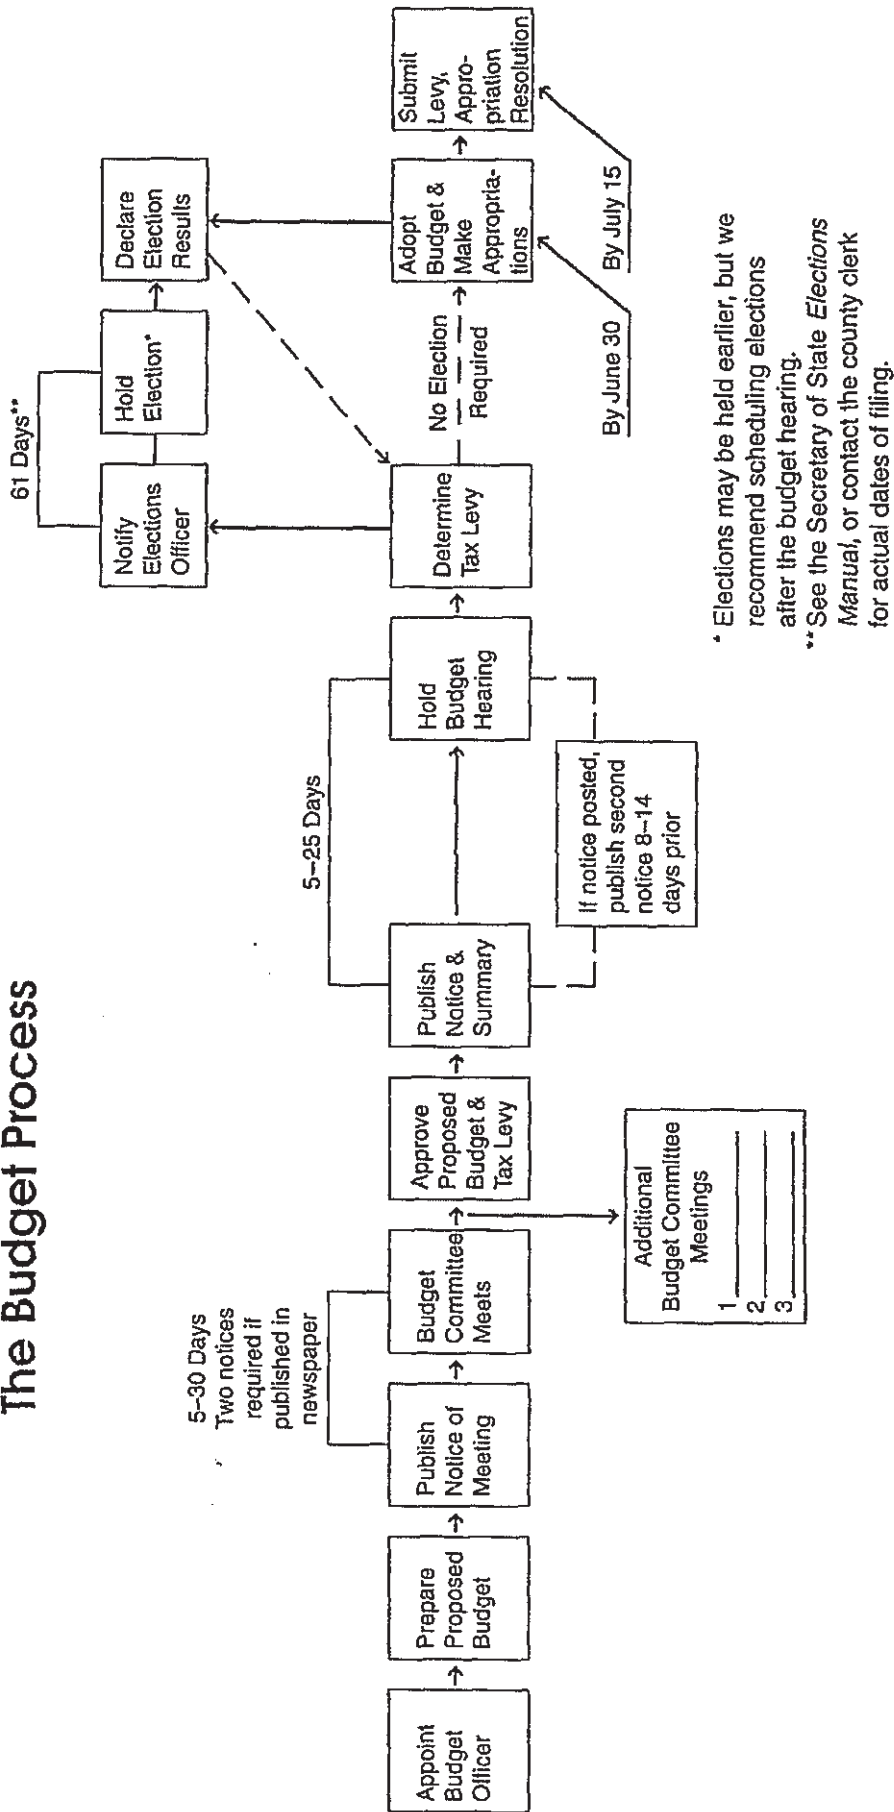 The Budget Process
5–30 Days
Two notices
required if
published in
newspaper
5–25 Days
61 Days**
Appoint
Budget
Officer
Prepare
Proposed
Budget
Publish
Notice of
Meeting
Budget
Committee
Meets
Approve
Proposed
Budget &
Tax Levy
Publish
Notice &
Summary
Hold
Budget
Hearing
Determine
Tax Levy
Notify
Elections
Officer
Hold
Election*
Declare
Election
Results
No Election
Required
Adopt
Budget &
Make
Appropria-
tions
Submit
Levy,
Appro-
priation
Resolution
Additional
Budget Committee
Meetings
1
2
3
If notice posted,
publish second
notice 8–14
days prior
By June 30
By July 15
* Elections may be held earlier, but we
recommend scheduling elections
after the budget hearing.
** See the Secretary of State Elections
Manual, or contact the county clerk
for actual dates of filing.